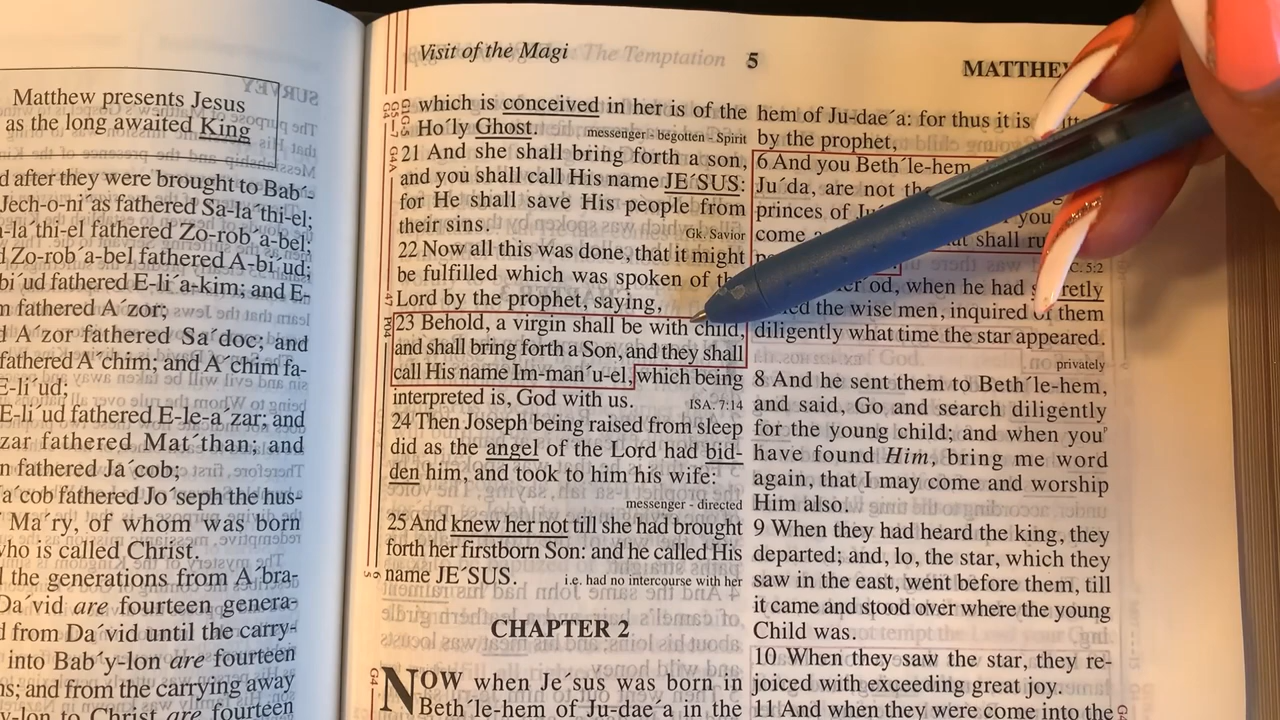 Matthew presents Jesus
as the long awaited King
d after they were brought to Bab´-
Jech-o-ni´as fathered Sa-la´thi-el;
-la´thi-el fathered Zo-rob´a-bel;
d Zo-rob´a-bel fathered A-bi´ud;
bi´ud fathered E-li´a-kim; and E-
m fathered A´zor;
d A´zor fathered Sa´doc; and
fathered A´chim; and A´chim fa-
E-li´ud;
E-li´ud fathered E-le-a´zar; and
zar fathered Mat´than; and
n fathered Ja´cob;
a´cob fathered Jo´seph the hus-
Ma´ry, of whom was born
who is called Christ.
l the generations from A´bra-
Da´vid are fourteen genera-
d from Da´vid until the carry-
into Bab´y-lon are fourteen
ns; and from the carrying away
y-lon to Christ are fourteen
Visit of the Magi
5
which is conceived in her is of the
Ho´ly Ghost. messenger - begotten - Spirit
21 And she shall bring forth a son,
and you shall call His name JE´SUS:
for He shall save His people from
their sins. Gk. Savior
22 Now all this was done, that it might
be fulfilled which was spoken of the
Lord by the prophet, saying,
23 Behold, a virgin shall be with child,
and shall bring forth a Son, and they shall
call His name Im-man´u-el, which being
interpreted is, God with us. ISA. 7:14
24 Then Joseph being raised from sleep
did as the angel of the Lord had bid-
den him, and took to him his wife:
messenger - directed
25 And knew her not till she had brought
forth her firstborn Son: and he called His
name JE´SUS. i.e. had no intercourse with her
CHAPTER 2
NOW when Je´sus was born in
Beth´le-hem of Ju-dae´a in the
MATTHE
hem of Ju-dae´a: for thus it is
by the prophet,
6 And you Beth´le-hem
Ju´da, are not
princes of you
come shall
C. 5:2
od, when he had
the wise men, inquired of them
diligently what time the star appeared.
privately
8 And he sent them to Beth´le-hem,
and said, Go and search diligently
for the young child; and when you
have found Him, bring me word
again, that I may come and worship
Him also.
9 When they had heard the king, they
departed; and, lo, the star, which they
saw in the east, went before them, till
it came and stood over where the young
Child was.
10 When they saw the star, they re-
joiced with exceeding great joy.
11 And when they were come into the